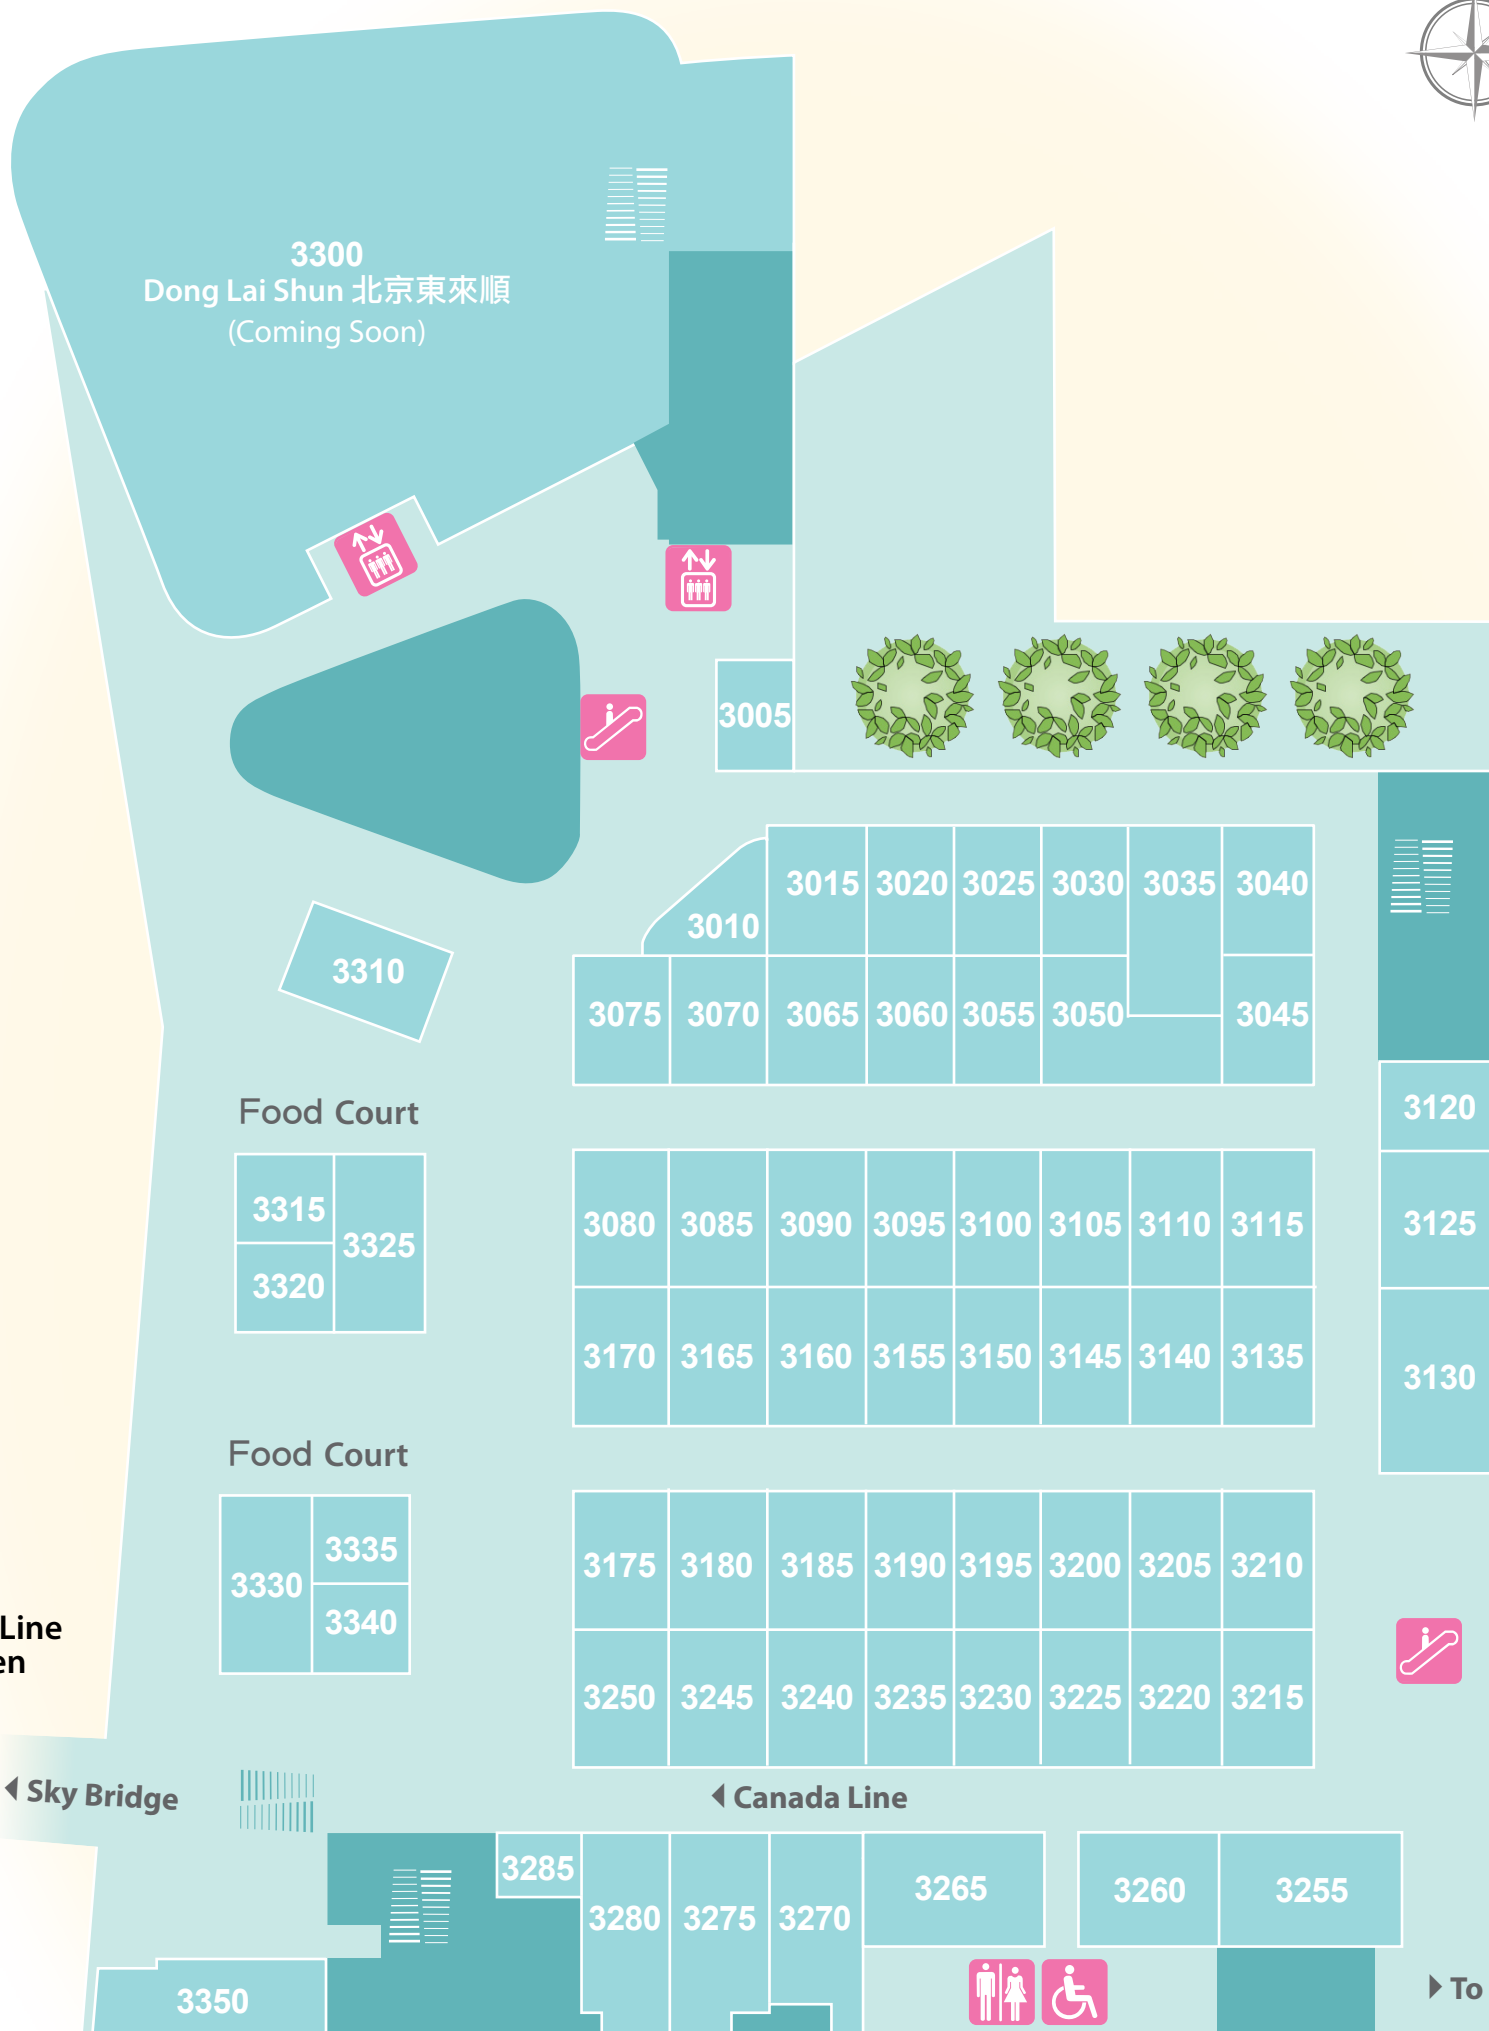 3300
Dong Lai Shun 北京東來順
(Coming Soon)
3005
3015 3020 3025 3030 3035 3040
3010
3310
3075 3070 3065 3060 3055 3050 3045
Food Court
3120
3315
3325
3320
3080 3085 3090 3095 3100 3105 3110 3115
3125
3170 3165 3160 3155 3150 3145 3140 3135
3130
Food Court
3335
3330
3340
3175 3180 3185 3190 3195 3200 3205 3210
Line
en
3250 3245 3240 3235 3230 3225 3220 3215
Sky Bridge
Canada Line
3285
3280 3275 3270
3265
3260
3255
3350
To